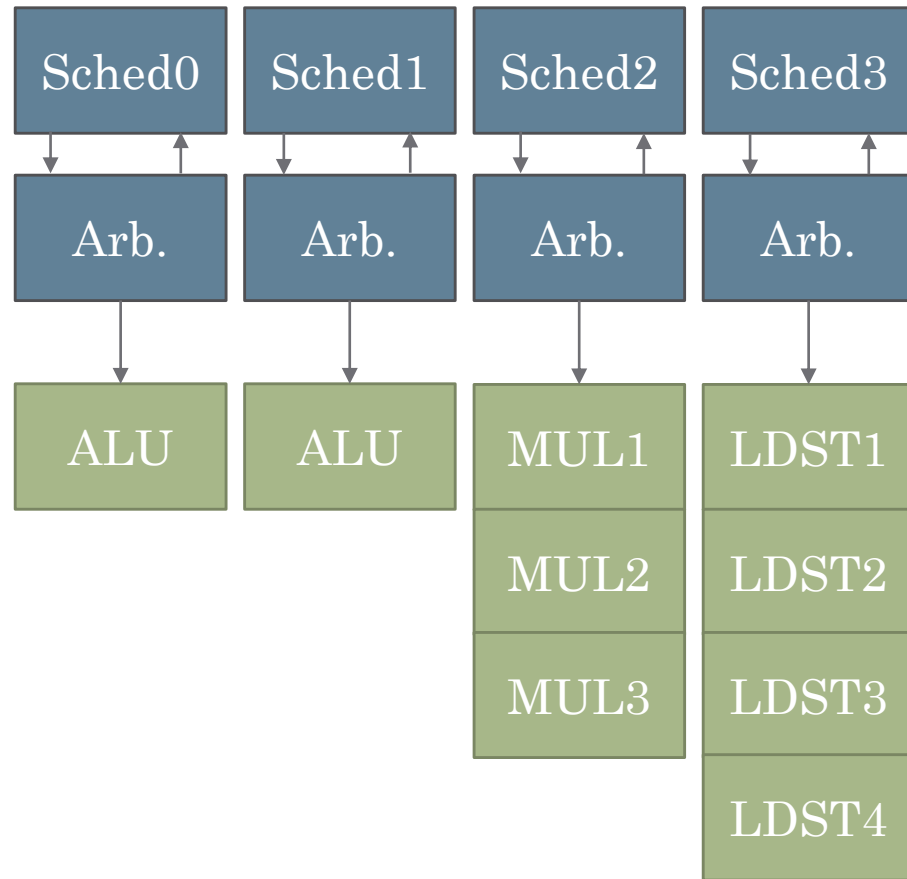 Sched0 Sched1 Sched2 Sched3
Arb. Arb. Arb. Arb.
ALU ALU MUL1 LDST1
MUL2 LDST2
MUL3 LDST3
LDST4